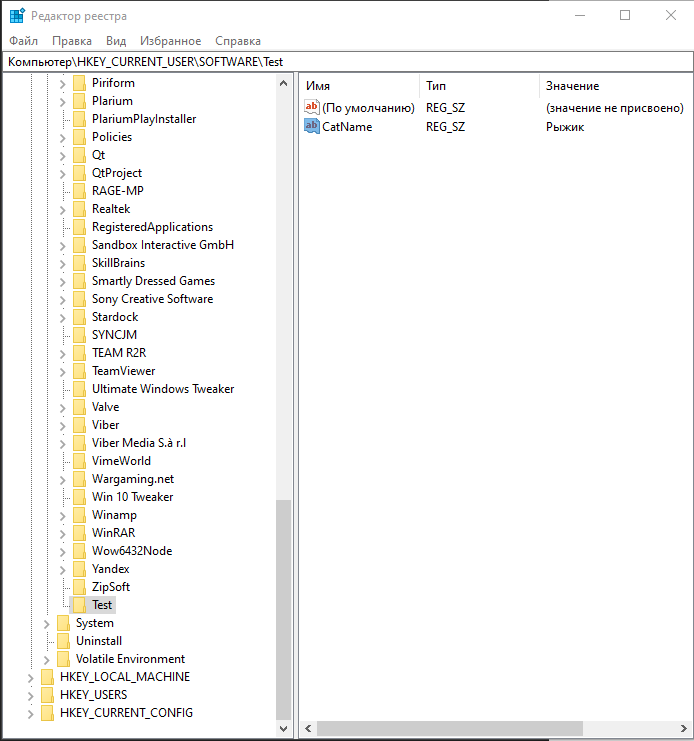 Редактор реестра
Файл Правка Вид Избранное Справка
Компьютер\HKEY_CURRENT_USER\SOFTWARE\Test
Piriform
Plarium
PlariumPlayInstaller
Policies
Qt
QtProject
RAGE-MP
Realtek
RegisteredApplications
Sandbox Interactive GmbH
SkillBrains
Smartly Dressed Games
Sony Creative Software
Stardock
SYNCJM
TEAM R2R
TeamViewer
Ultimate Windows Tweaker
Valve
Viber
Viber Media S.à r.l
VimeWorld
Wargaming.net
Win 10 Tweaker
Winamp
WinRAR
Wow6432Node
Yandex
ZipSoft
Test
System
Uninstall
Volatile Environment
HKEY_LOCAL_MACHINE
HKEY_USERS
HKEY_CURRENT_CONFIG
Имя Тип Значение
ab (По умолчанию) REG_SZ (значение не присвоено)
ab CatName REG_SZ Рыжик